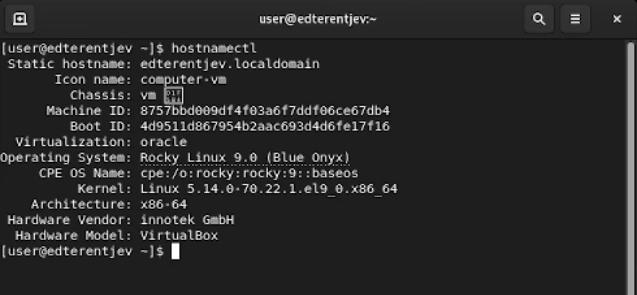 user@edterentjev:~
[user@edterentjev ~]$ hostnamectl
Static hostname: edterentjev.localdomain
Icon name: computer-vm
Chassis: vm
Machine ID: 8757bbd009df4f03a6f7ddf06ce67db4
Boot ID: 4d9511d867954b2aac693d4d6fe17f16
Virtualization: oracle
Operating System: Rocky Linux 9.0 (Blue Onyx)
CPE OS Name: cpe:/o:rocky:rocky:9::baseos
Kernel: Linux 5.14.0-70.22.1.el9_0.x86_64
Architecture: x86-64
Hardware Vendor: innotek GmbH
Hardware Model: VirtualBox
[user@edterentjev ~]$